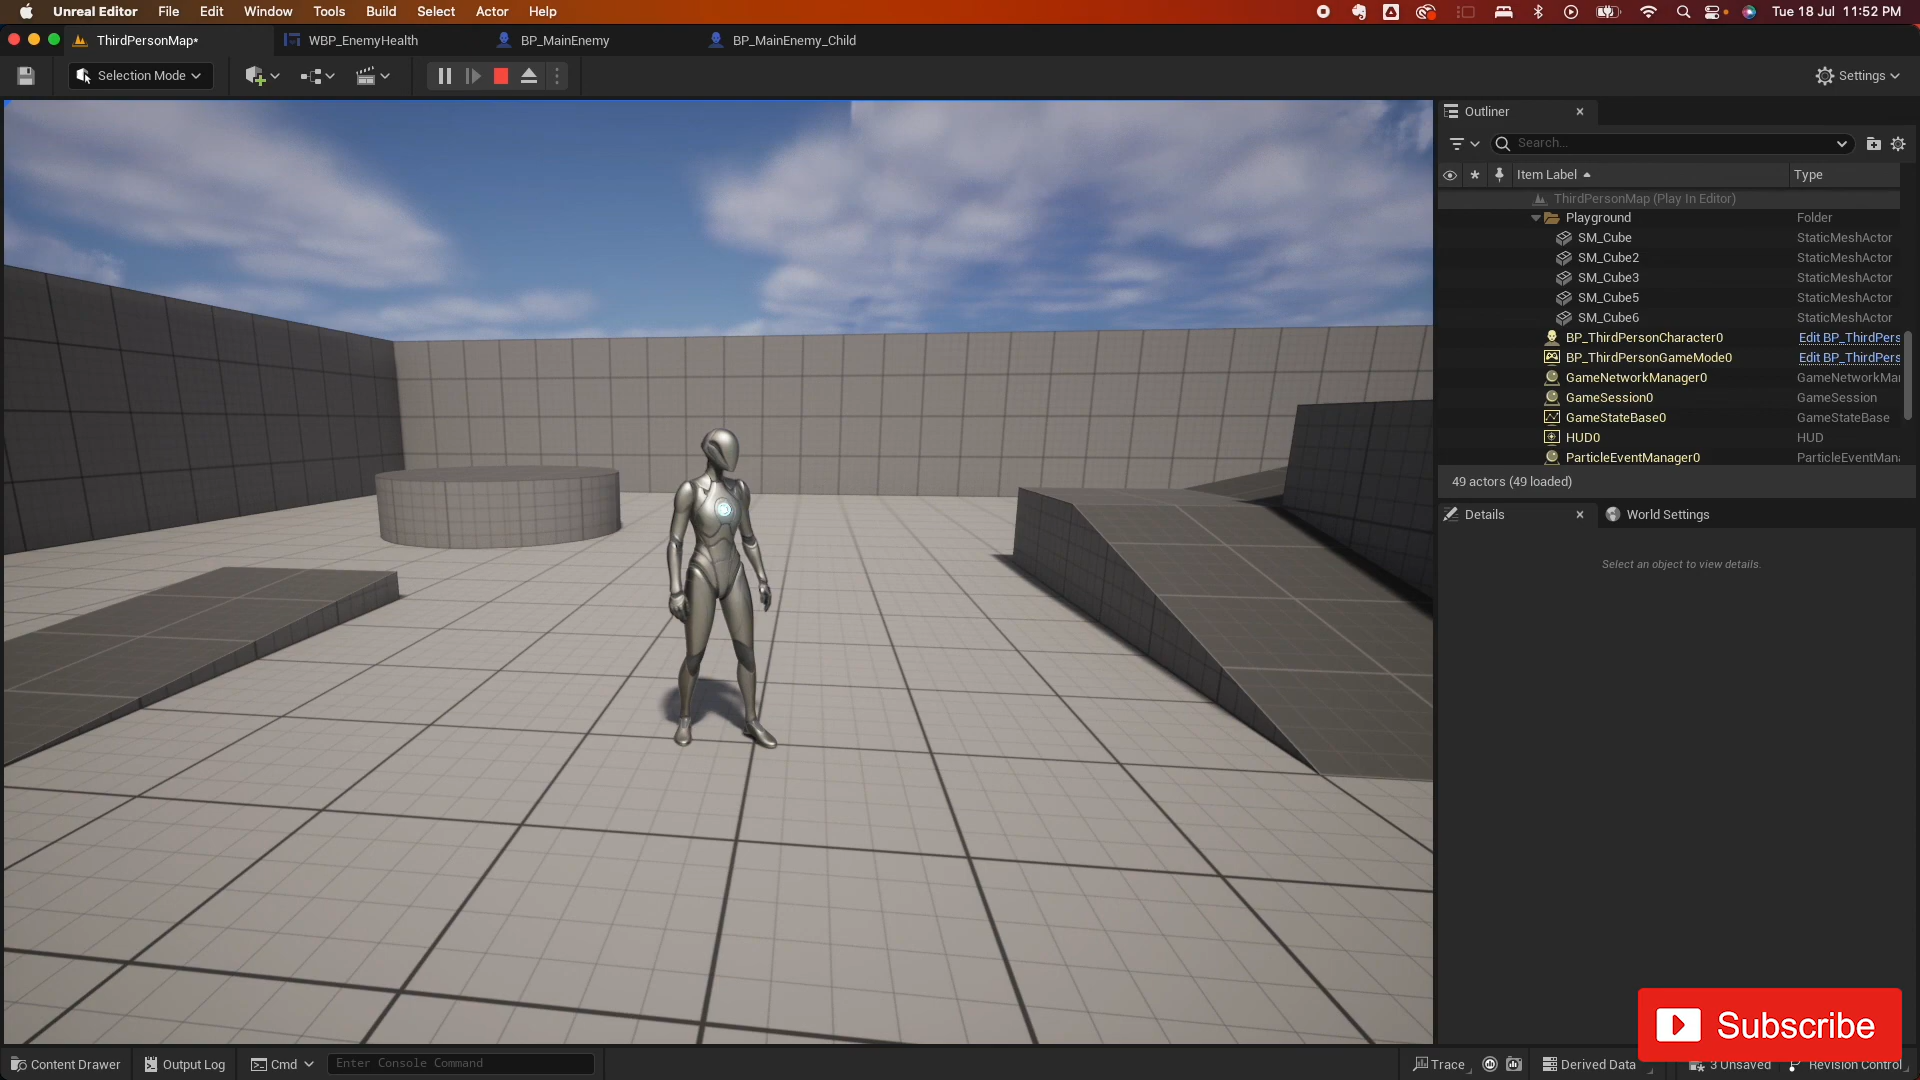 Unreal Editor File Edit Window Tools Build Select Actor Help Tue 18 Jul 11:52 PM
ThirdPersonMap* WBP_EnemyHealth BP_MainEnemy BP_MainEnemy_Child
Selection Mode Settings
Outliner
Search...
Item Label Type
ThirdPersonMap (Play In Editor)
Playground Folder
SM_Cube StaticMeshActor
SM_Cube2 StaticMeshActor
SM_Cube3 StaticMeshActor
SM_Cube5 StaticMeshActor
SM_Cube6 StaticMeshActor
BP_ThirdPersonCharacter0 Edit BP_ThirdPers
BP_ThirdPersonGameMode0 Edit BP_ThirdPers
GameNetworkManager0 GameNetworkMa
GameSession0 GameSession
GameStateBase0 GameStateBase
HUD0 HUD
ParticleEventManager0 ParticleEventMan
49 actors (49 loaded)
Details World Settings
Select an object to view details.
Subscribe
Content Drawer Output Log Cmd Enter Console Command Trace Derived Data 3 Unsaved Revision Control